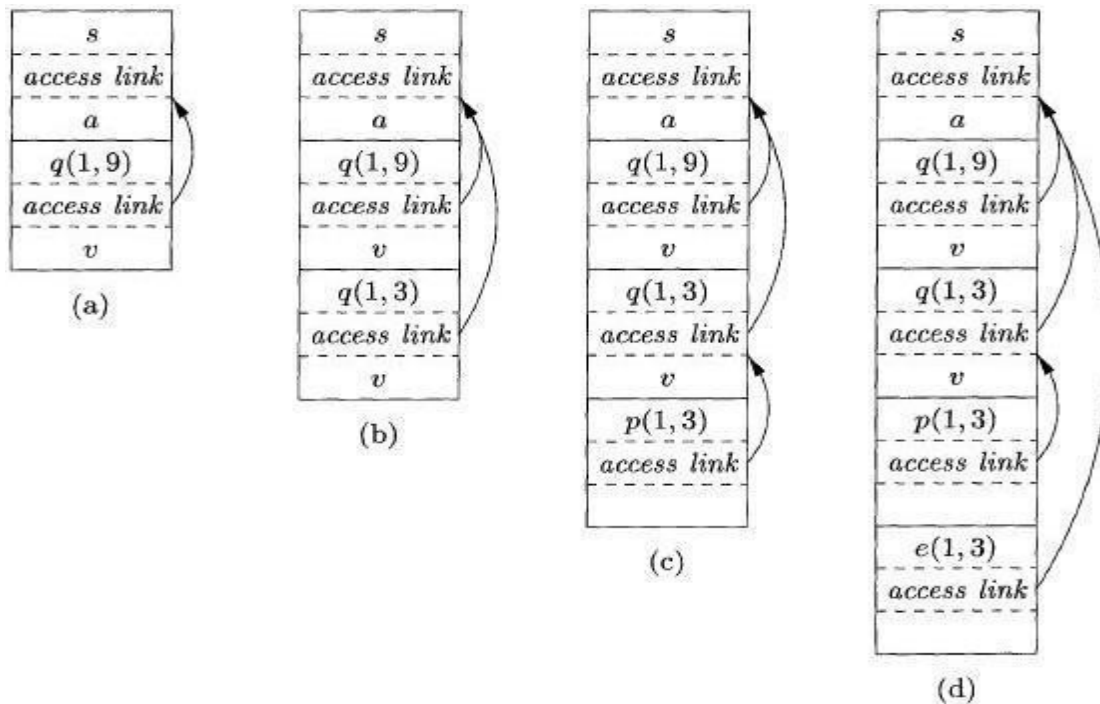 s
access link
a
q(1, 9)
access link
v
(a)
s
access link
a
q(1, 9)
access link
v
q(1, 3)
access link
v
(b)
s
access link
a
q(1, 9)
access link
v
q(1, 3)
access link
v
p(1, 3)
access link
(c)
s
access link
a
q(1, 9)
access link
v
q(1, 3)
access link
v
p(1, 3)
access link
e(1, 3)
access link
(d)